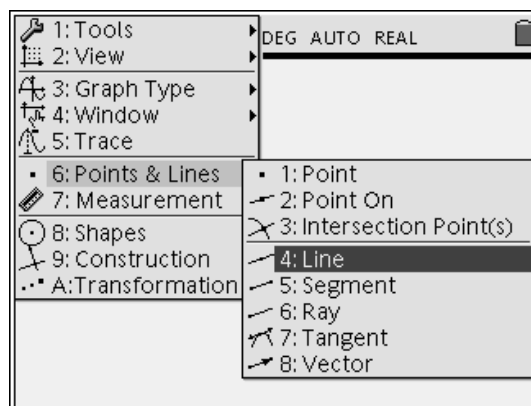 1: Tools
DEG AUTO REAL
2: View
3: Graph Type
4: Window
5: Trace
6: Points & Lines
7: Measurement
8: Shapes
9: Construction
A:Transformation
1: Point
2: Point On
3: Intersection Point(s)
4: Line
5: Segment
6: Ray
7: Tangent
8: Vector